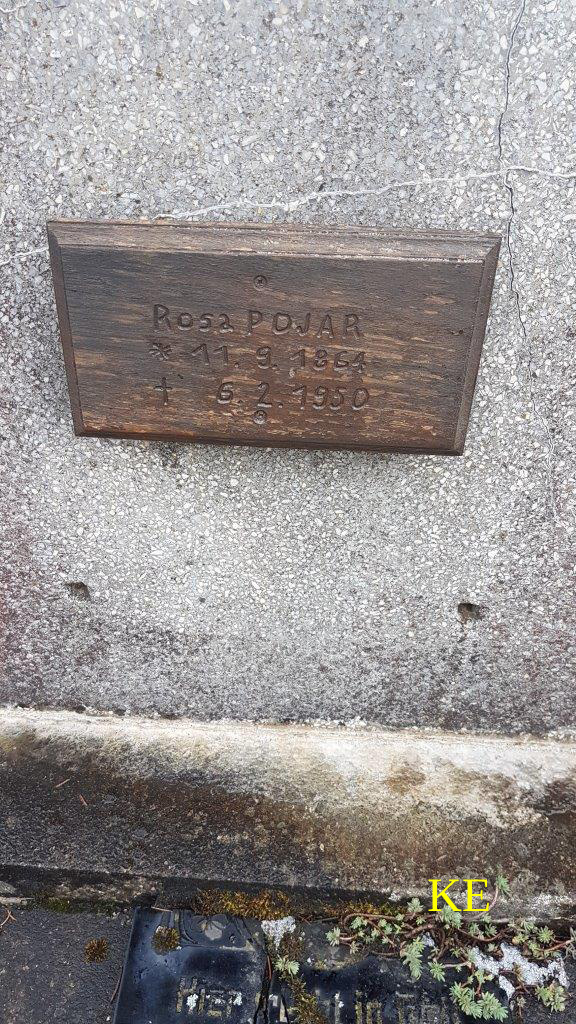 Rosa POJAR
* 11. 9. 1864
† 6. 2. 1950
KE